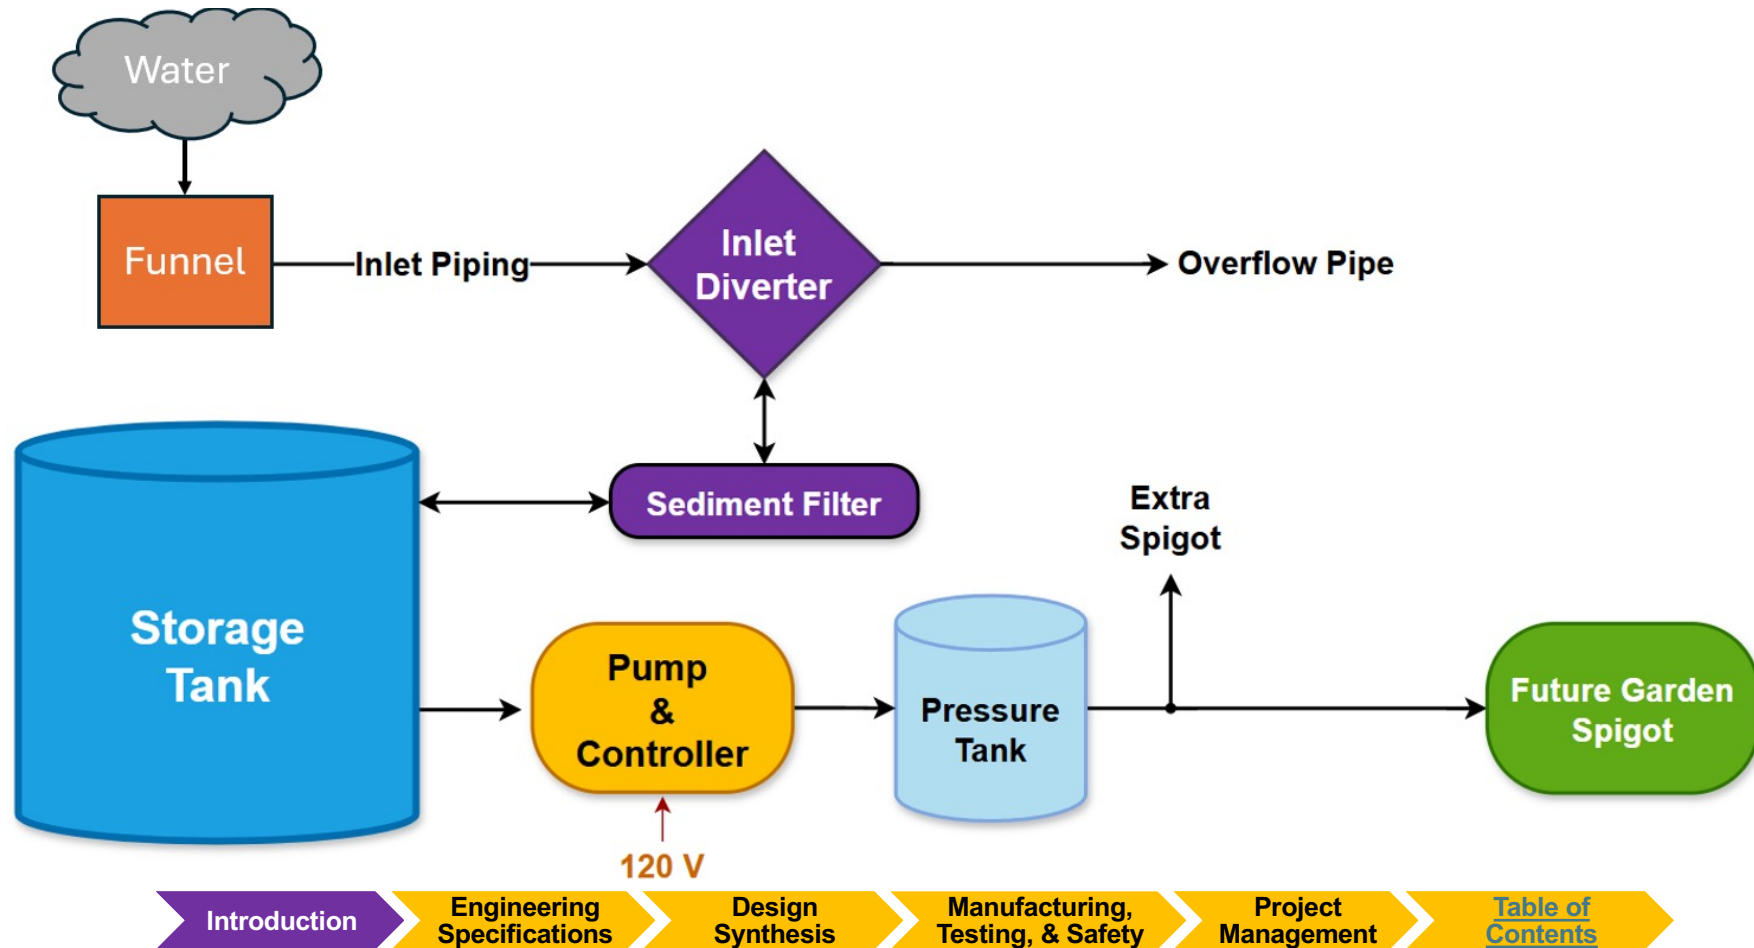 Water
Funnel
Inlet Piping
Inlet
Diverter
Overflow Pipe
Sediment Filter
Extra
Spigot
Storage
Tank
Pump
&
Controller
Pressure
Tank
Future Garden
Spigot
120 V
Introduction
Engineering
Specifications
Design
Synthesis
Manufacturing,
Testing, & Safety
Project
Management
Table of
Contents